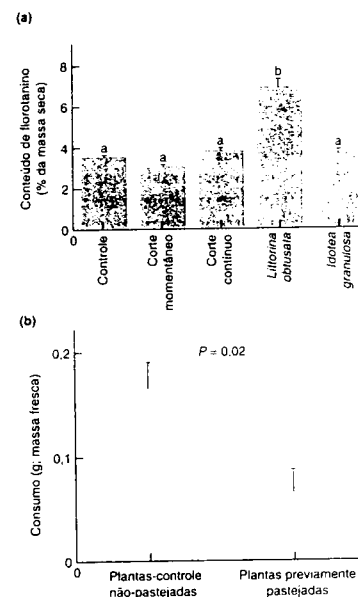 (a)
Conteúdo de florotanino
(% da massa seca)
8
6
4
2
0
a
a
a
b
a
Controle
Corte
momentâneo
Corte
contínuo
Littorina
obtusata
Idotea
granulosa
(b)
Consumo (g; massa fresca)
0,2
0,1
0
P = 0.02
Plantas-controle
não-pastejadas
Plantas previamente
pastejadas